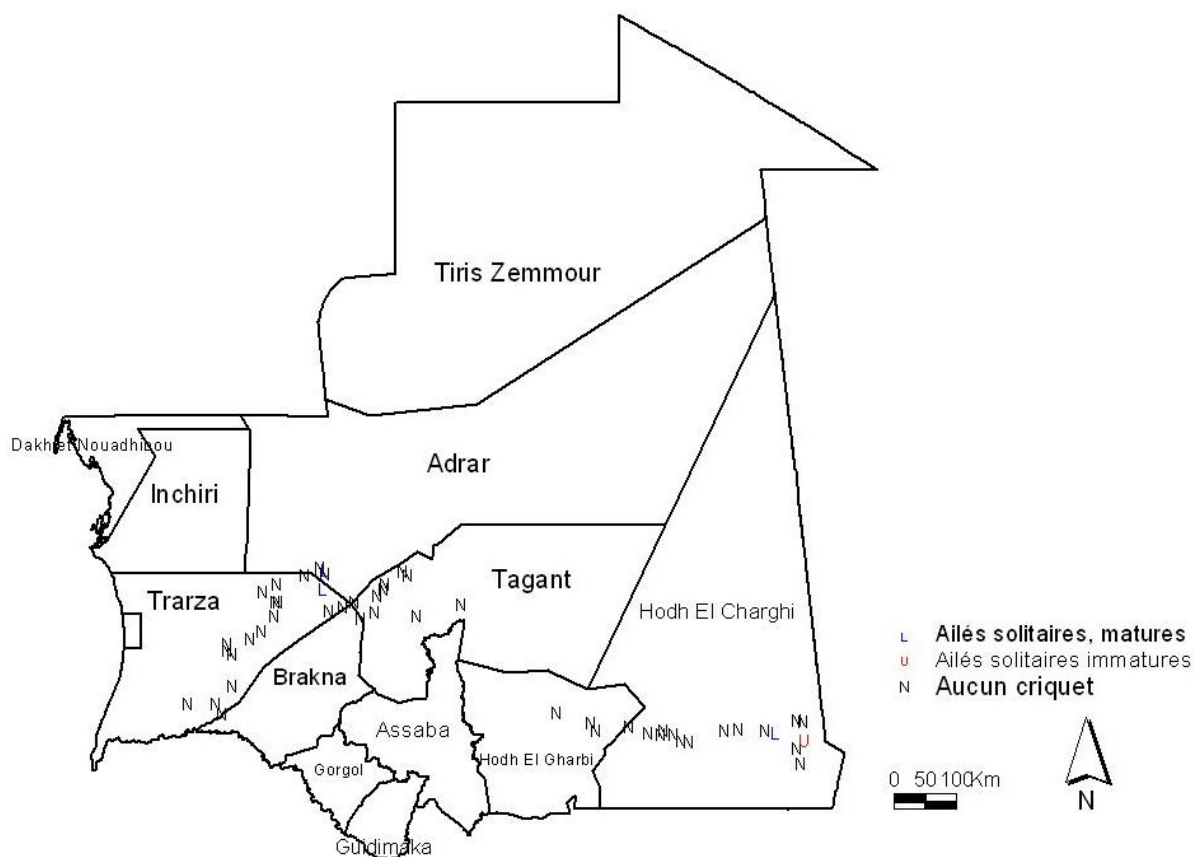 Tiris Zemmour
Dakhlet Nouadhibou
Adrar
Inchiri
Tagant
Trarza
Hodh El Charghi
Brakna
Assaba
Hodh El Gharbi
Gorgol
Guidimaka
L Ailés solitaires, matures
U Ailés solitaires immatures
N Aucun criquet
0 50 100Km
N